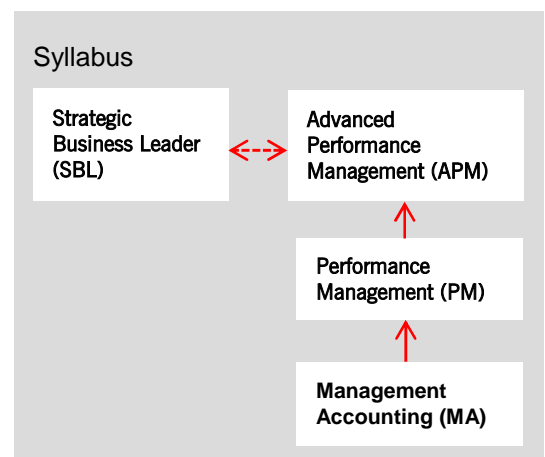 Syllabus
Strategic
Business Leader
(SBL)
Advanced
Performance
Management (APM)
Performance
Management (PM)
Management
Accounting (MA)